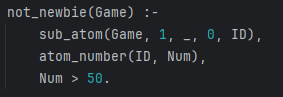 not_newbie(Game) :-
    sub_atom(Game, 1, _, 0, ID),
    atom_number(ID, Num),
    Num > 50.